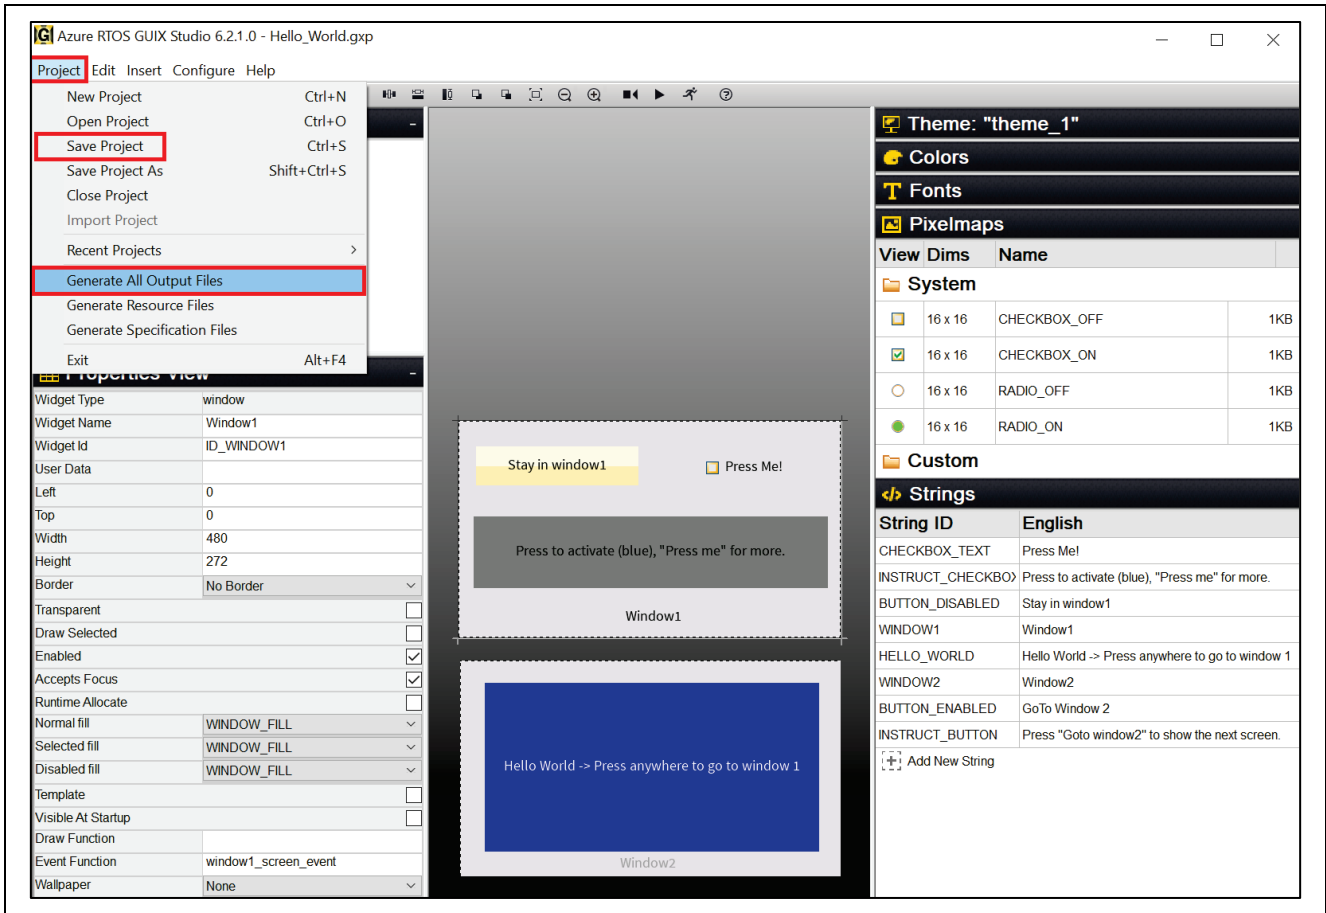 Azure RTOS GUIX Studio 6.2.1.0 - Hello_World.gxp
Project Edit Insert Configure Help
New Project Ctrl+N
Open Project Ctrl+O
Save Project Ctrl+S
Save Project As Shift+Ctrl+S
Close Project
Import Project
Recent Projects
Generate All Output Files
Generate Resource Files
Generate Specification Files
Exit Alt+F4
Properties View
Widget Type window
Widget Name Window1
Widget Id ID_WINDOW1
User Data
Left 0
Top 0
Width 480
Height 272
Border No Border
Transparent
Draw Selected
Enabled
Accepts Focus
Runtime Allocate
Normal fill WINDOW_FILL
Selected fill WINDOW_FILL
Disabled fill WINDOW_FILL
Template
Visible At Startup
Draw Function
Event Function window1_screen_event
Wallpaper None
Stay in window1 Press Me!
Press to activate (blue), "Press me" for more.
Window1
Hello World -> Press anywhere to go to window 1
Window2
Theme: "theme_1"
Colors
Fonts
Pixelmaps
View Dims Name
System
16 x 16 CHECKBOX_OFF 1KB
16 x 16 CHECKBOX_ON 1KB
16 x 16 RADIO_OFF 1KB
16 x 16 RADIO_ON 1KB
Custom
Strings
String ID English
CHECKBOX_TEXT Press Me!
INSTRUCT_CHECKBO Press to activate (blue), "Press me" for more.
BUTTON_DISABLED Stay in window1
WINDOW1 Window1
HELLO_WORLD Hello World -> Press anywhere to go to window 1
WINDOW2 Window2
BUTTON_ENABLED GoTo Window 2
INSTRUCT_BUTTON Press "Goto window2" to show the next screen.
Add New String